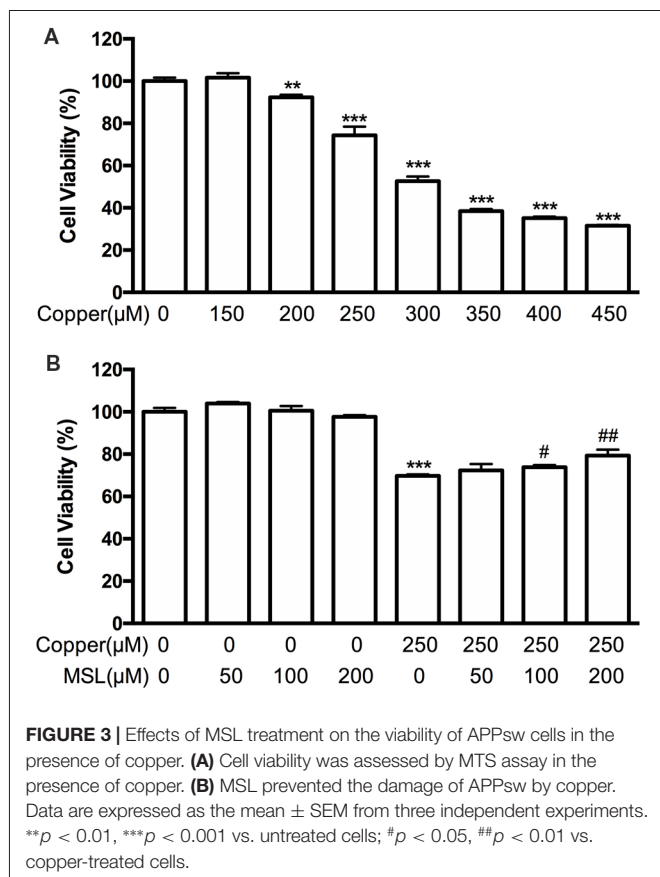 A
120
100
80
60
40
20
0
Cell Viability (%)
**
***
***
***
***
***
Copper(µM) 0 150 200 250 300 350 400 450
B
120
100
80
60
40
20
0
Cell Viability (%)
***
#
##
Copper(µM) 0 0 0 0 250 250 250 250
MSL(µM) 0 50 100 200 0 50 100 200
FIGURE 3 | Effects of MSL treatment on the viability of APPsw cells in the
presence of copper. (A) Cell viability was assessed by MTS assay in the
presence of copper. (B) MSL prevented the damage of APPsw by copper.
Data are expressed as the mean ± SEM from three independent experiments.
**p < 0.01, ***p < 0.001 vs. untreated cells; #p < 0.05, ##p < 0.01 vs.
copper-treated cells.